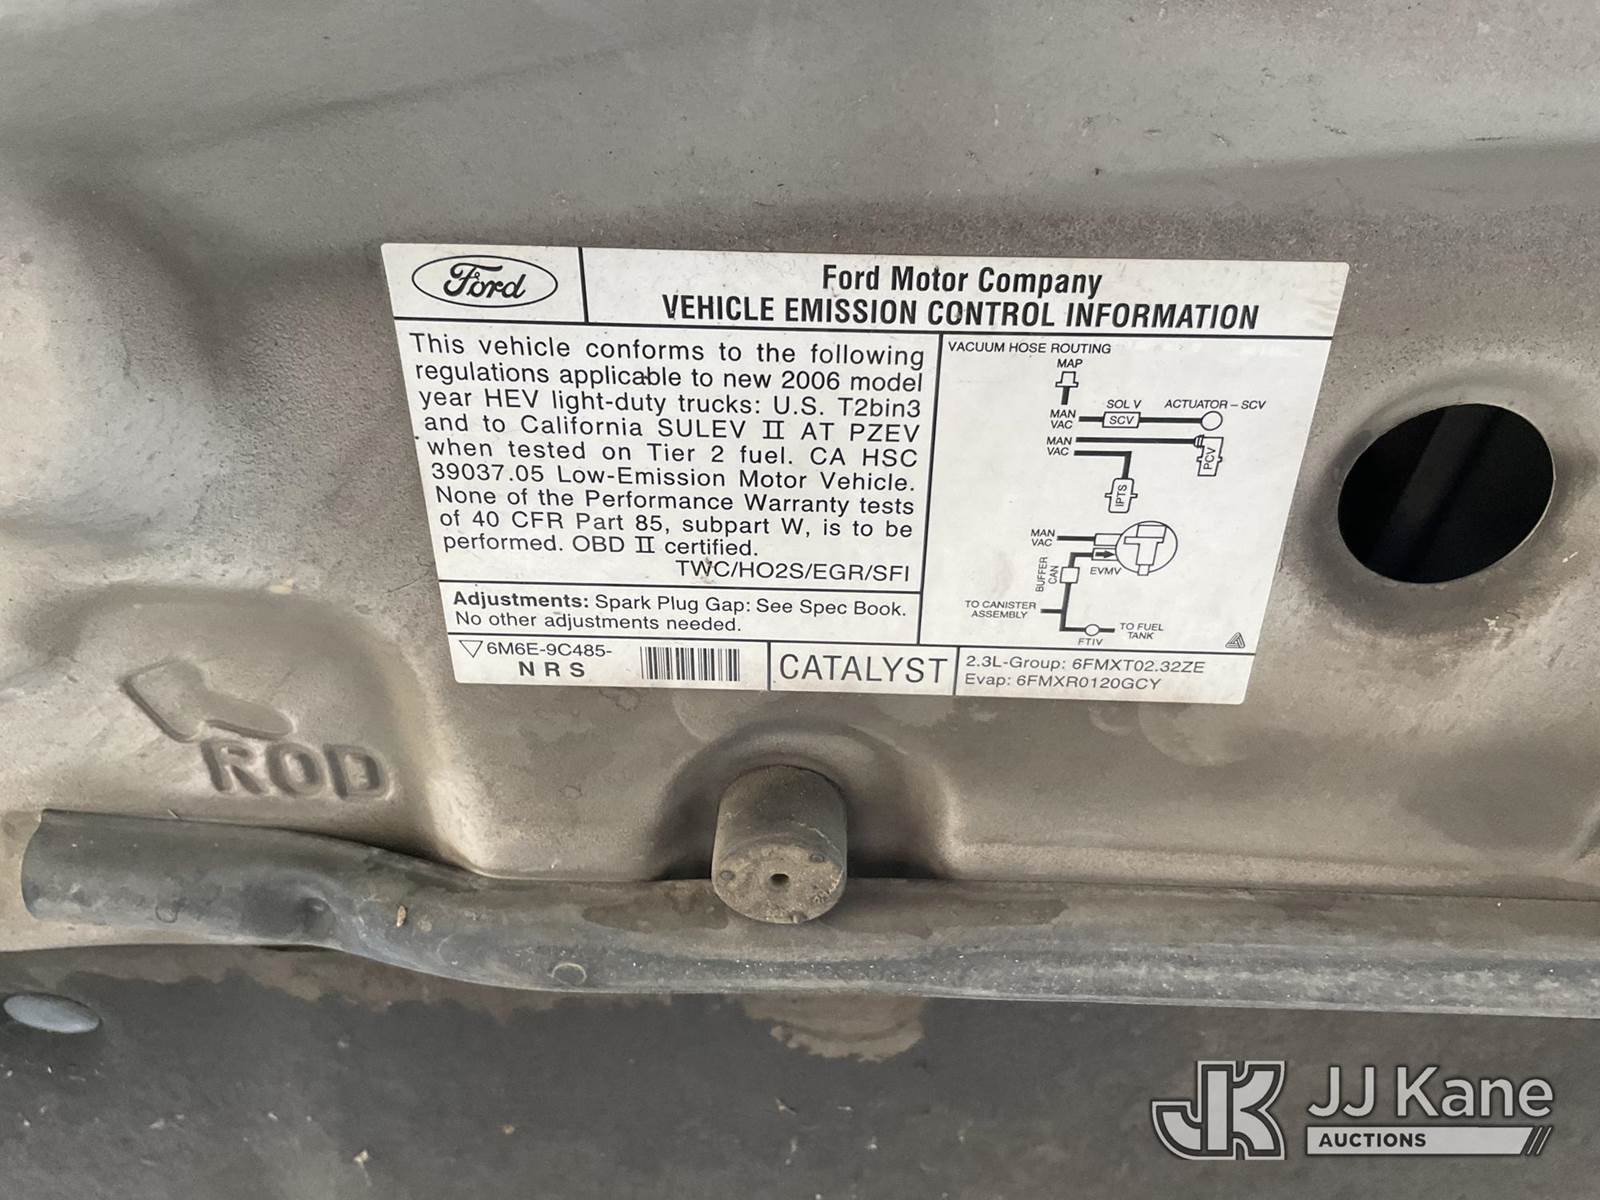 Ford
Ford Motor Company
VEHICLE EMISSION CONTROL INFORMATION
This vehicle conforms to the following
regulations applicable to new 2006 model
year HEV light-duty trucks: U.S. T2bin3
and to California SULEV II AT PZEV
when tested on Tier 2 fuel. CA HSC
39037.05 Low-Emission Motor Vehicle.
None of the Performance Warranty tests
of 40 CFR Part 85, subpart W, is to be
performed. OBD II certified.
TWC/HO2S/EGR/SFI
Adjustments: Spark Plug Gap: See Spec Book.
No other adjustments needed.
6M6E-9C485-
N R S
CATALYST
VACUUM HOSE ROUTING
MAP
SOL V
ACTUATOR – SCV
MAN
VAC
SCV
MAN
VAC
PCV
IPTS
MAN
VAC
EVMV
BUFFER
CAN
TO CANISTER
ASSEMBLY
TO FUEL
TANK
FTIV
2.3L-Group: 6FMXT02.32ZE
Evap: 6FMXR0120GCY
ROD
JK
JJ Kane
AUCTIONS